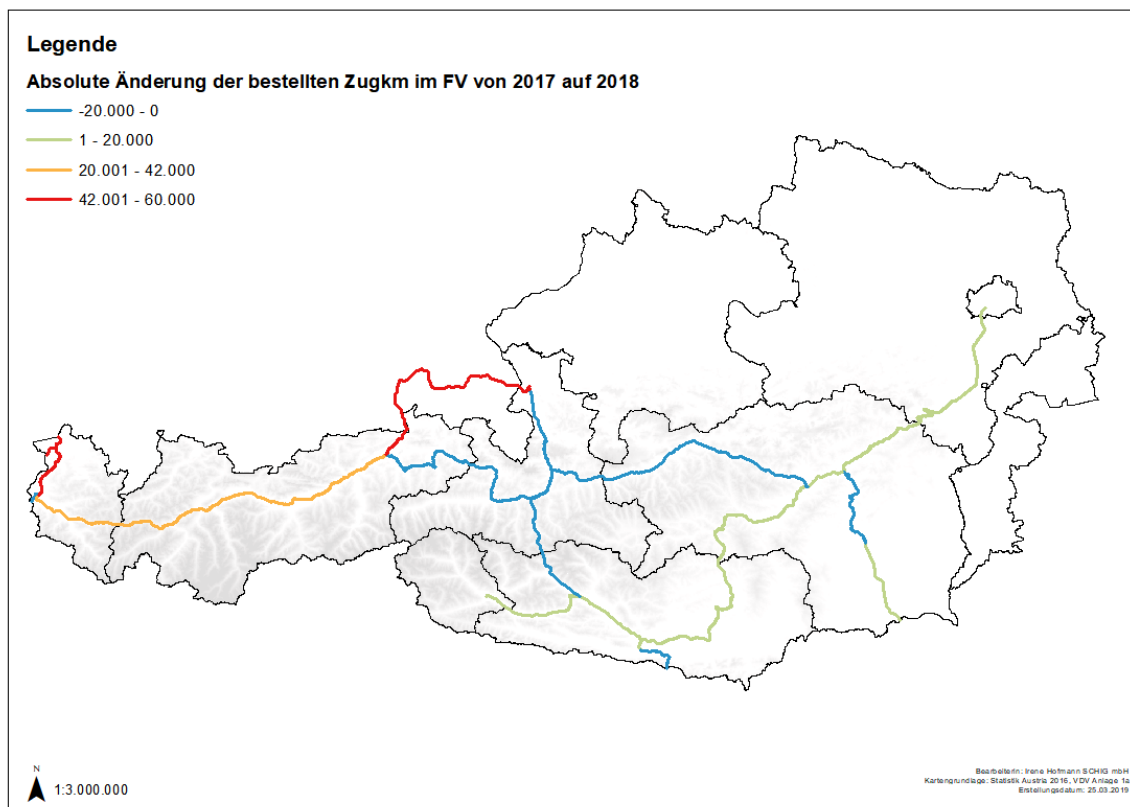 Legende
Absolute Änderung der bestellten Zugkm im FV von 2017 auf 2018
-20.000 - 0
1 - 20.000
20.001 - 42.000
42.001 - 60.000
N
1:3.000.000
BearbeiterIn: Irene Hofmann SCHIG mbH
Kartengrundlage: Statistik Austria 2016, VDV Anlage 1a
Erstellungsdatum: 25.03.2019